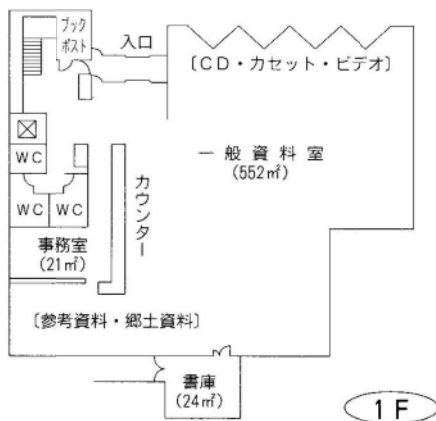 ブック
ポスト
入口
〔CD・カセット・ビデオ〕
一般資料室
(552㎡)
WC
WC
WC
カウンター
事務室
(21㎡)
〔参考資料・郷土資料〕
書庫
(24㎡)
1F